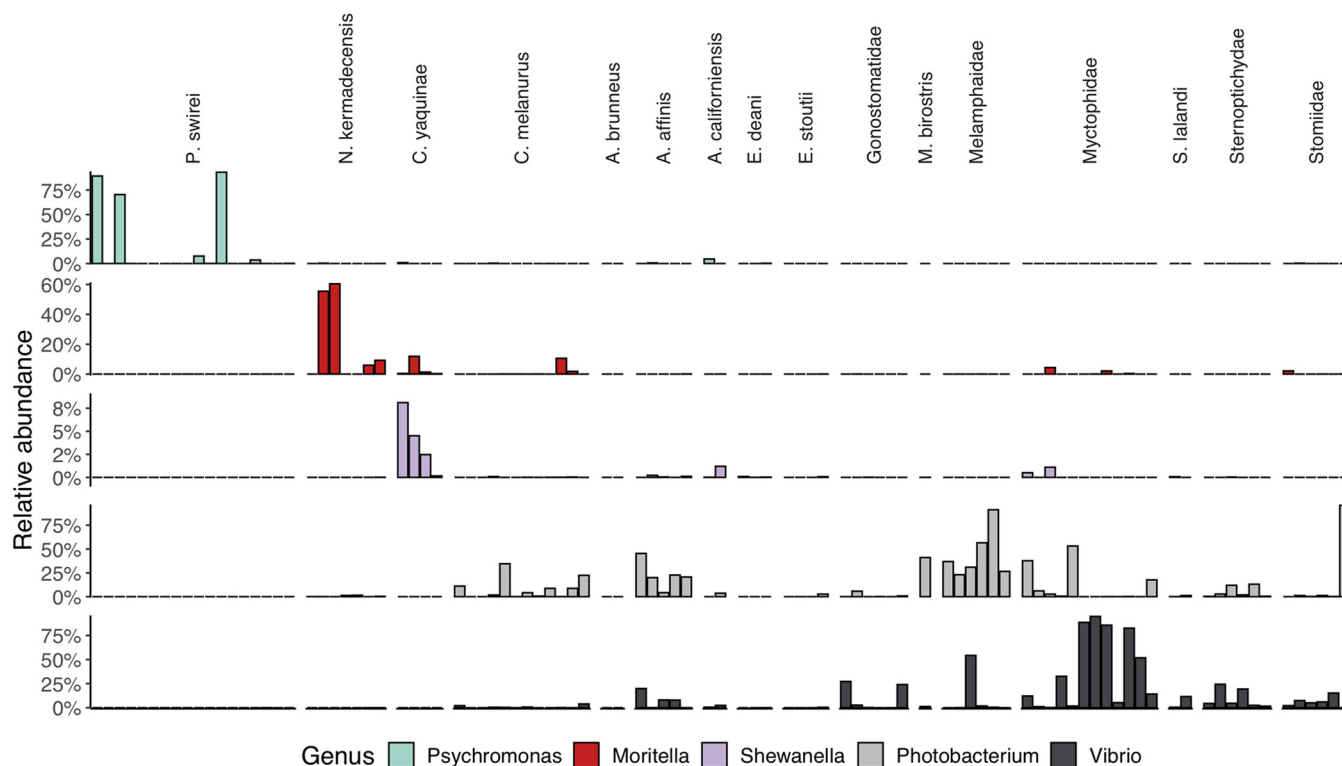 P. swirei
N. kermadecensis
C. yaquinae
C. melanurus
A. brunneus
A. affinis
A. californiensis
E. deani
E. stoutii
Gonostomatidae
M. birostris
Melamphaidae
Myctophidae
S. lalandi
Sternoptichydae
Stomiidae
Relative abundance
75%
50%
25%
0%
60%
40%
20%
0%
8%
5%
2%
0%
75%
50%
25%
0%
75%
50%
25%
0%
Genus Psychromonas Moritella Shewanella Photobacterium Vibrio